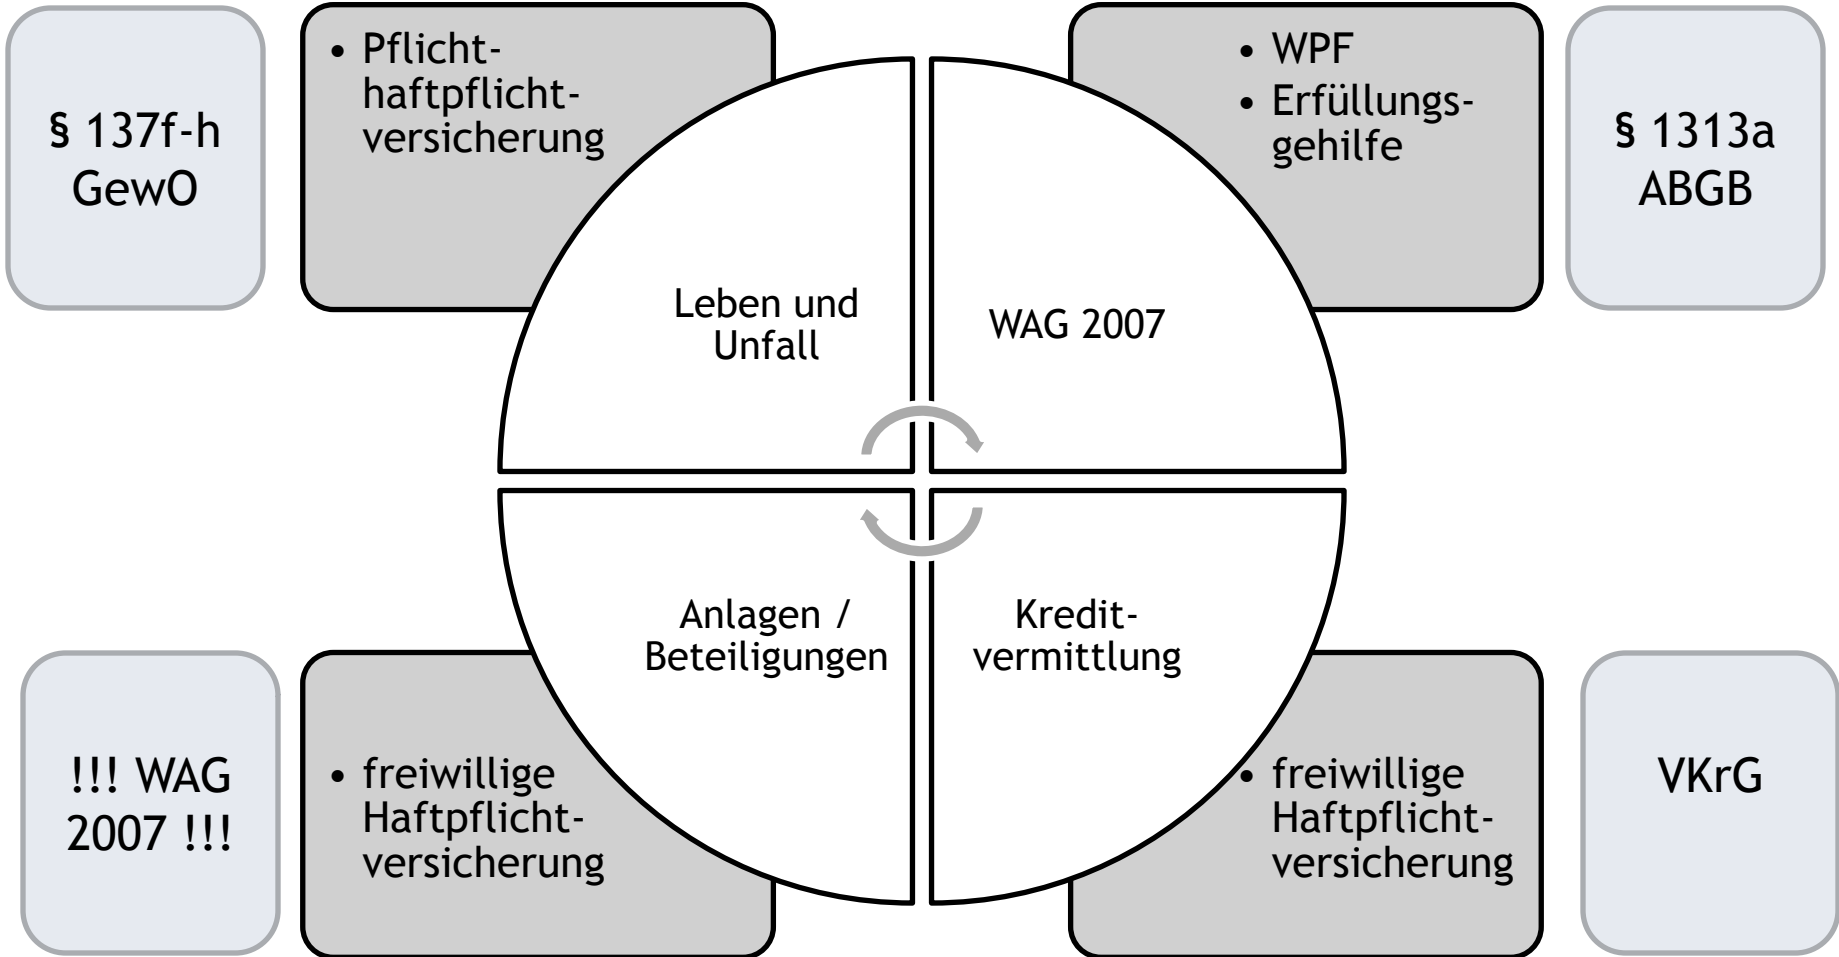 § 137f-h
GewO
• Pflicht-
haftpflicht-
versicherung
• WPF
• Erfüllungs-
gehilfe
§ 1313a
ABGB
Leben und
Unfall
WAG 2007
Anlagen /
Beteiligungen
Kredit-
vermittlung
!!! WAG
2007 !!!
• freiwillige
Haftpflicht-
versicherung
• freiwillige
Haftpflicht-
versicherung
VKrG